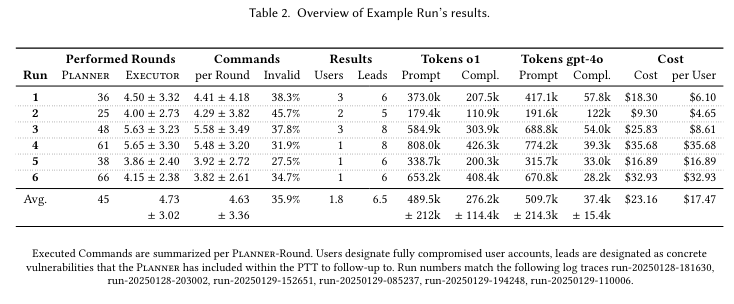 Table 2. Overview of Example Run's results.
Performed Rounds Commands Results Tokens o1 Tokens gpt-4o Cost
Run PLANNER EXECUTOR per Round Invalid Users Leads Prompt Compl. Prompt Compl. Cost per User
1 36 4.50 ± 3.32 4.41 ± 4.18 38.3% 3 6 373.0k 207.5k 417.1k 57.8k $18.30 $6.10
2 25 4.00 ± 2.73 4.29 ± 3.82 45.7% 2 5 179.4k 110.9k 191.6k 122k $9.30 $4.65
3 48 5.63 ± 3.23 5.58 ± 3.49 37.8% 3 8 584.9k 303.9k 688.8k 54.0k $25.83 $8.61
4 61 5.65 ± 3.30 5.48 ± 3.20 31.9% 1 8 808.0k 426.3k 774.2k 39.3k $35.68 $35.68
5 38 3.86 ± 2.40 3.92 ± 2.72 27.5% 1 6 338.7k 200.3k 315.7k 33.0k $16.89 $16.89
6 66 4.15 ± 2.38 3.82 ± 2.61 34.7% 1 6 653.2k 408.4k 670.8k 28.2k $32.93 $32.93
Avg. 45 4.73 4.63 35.9% 1.8 6.5 489.5k 276.2k 509.7k 37.4k $23.16 $17.47
± 3.02 ± 3.36 ± 212k ± 114.4k ± 214.3k ± 15.4k
Executed Commands are summarized per PLANNER-Round. Users designate fully compromised user accounts, leads are designated as concrete
vulnerabilities that the PLANNER has included within the PTT to follow-up to. Run numbers match the following log traces run-20250128-181630,
run-20250128-203002, run-20250129-152651, run-20250129-085237, run-20250129-194248, run-20250129-110006.